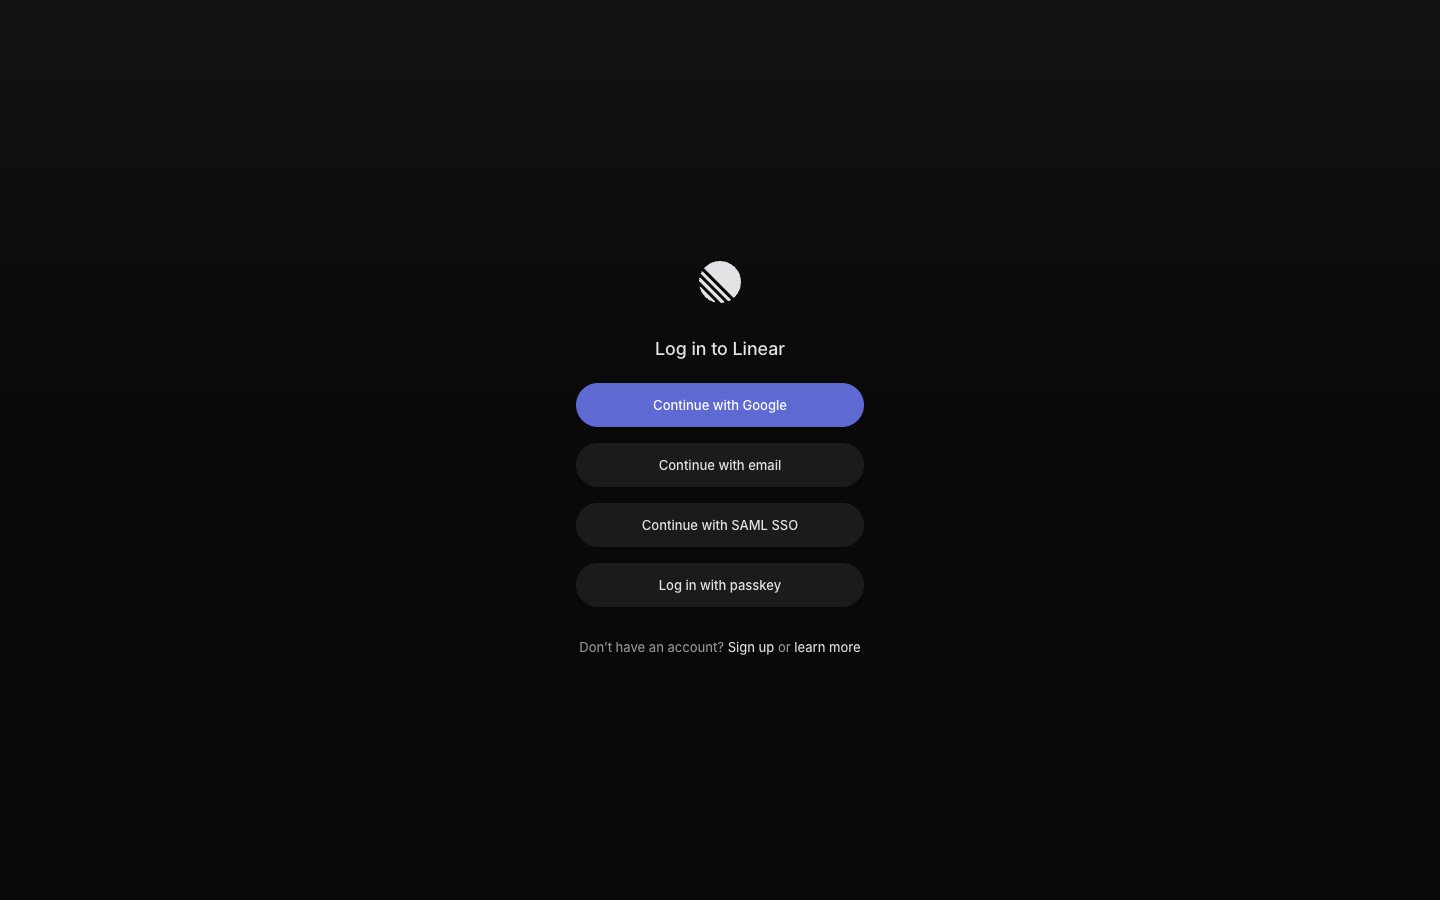 Log in to Linear
Continue with Google
Continue with email
Continue with SAML SSO
Log in with passkey
Don’t have an account? Sign up or learn more